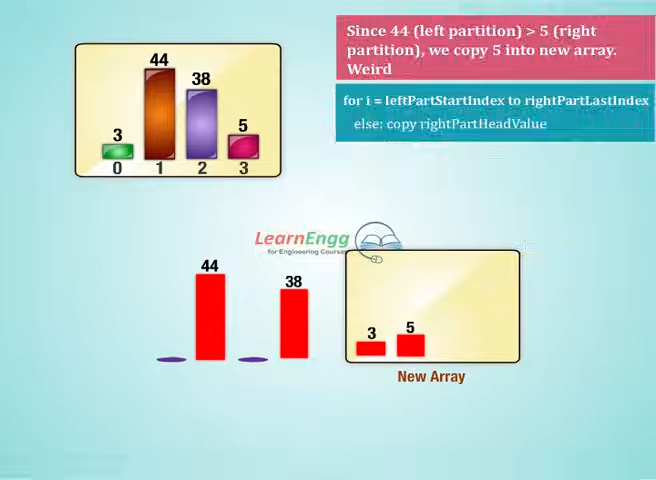 Since 44 (left partition) > 5 (right
partition), we copy 5 into new array.
Weird
for i = leftPartStartIndex to rightPartLastIndex
else: copy rightPartHeadValue
44
38
3
5
0 1 2 3
LearnEngg
for Engineering Courses
44
38
3
5
New Array